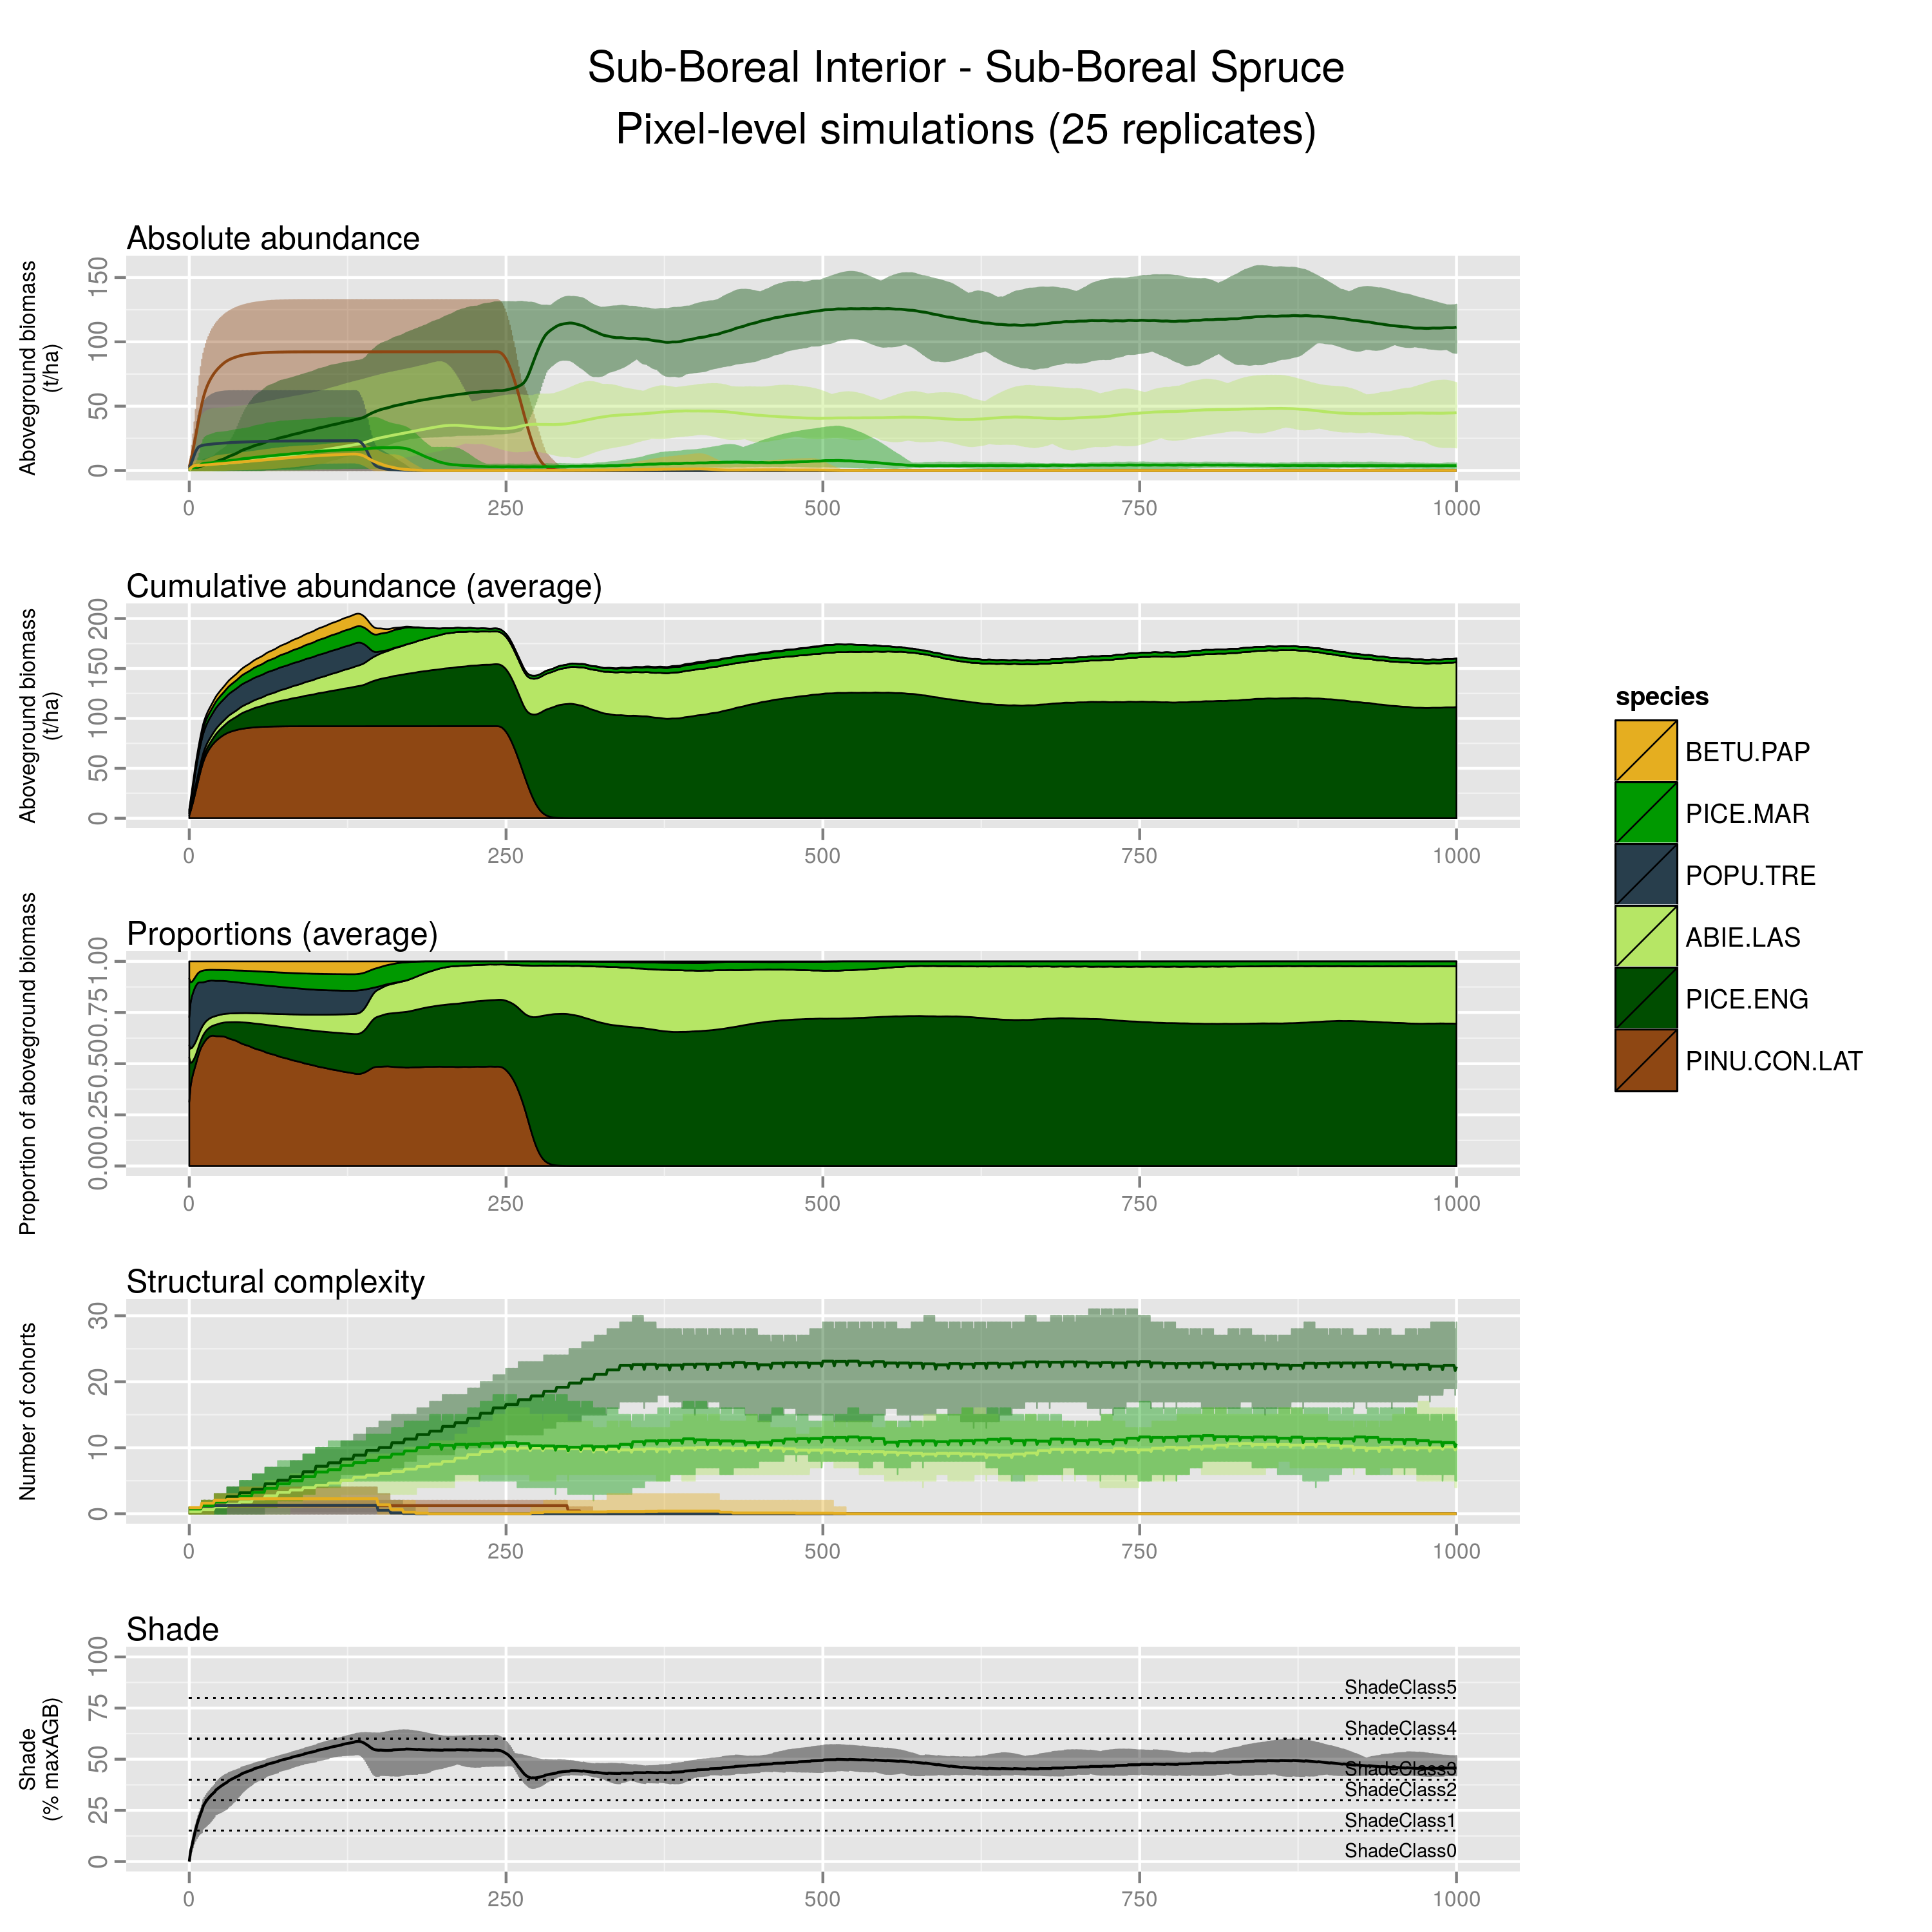 Sub-Boreal Interior - Sub-Boreal Spruce
Pixel-level simulations (25 replicates)
Absolute abundance
Aboveground biomass
(t/ha)
150
100
50
0
0 250 500 750 1000
Cumulative abundance (average)
Aboveground biomass
(t/ha)
200
150
100
50
0
0 250 500 750 1000
Proportions (average)
Proportion of aboveground biomass
1.00
0.75
0.50
0.25
0.00
0 250 500 750 1000
Structural complexity
Number of cohorts
30
20
10
0
0 250 500 750 1000
Shade
Shade
(% maxAGB)
100
75
50
25
0
ShadeClass5
ShadeClass4
ShadeClass3
ShadeClass2
ShadeClass1
ShadeClass0
0 250 500 750 1000
species
BETU.PAP
PICE.MAR
POPU.TRE
ABIE.LAS
PICE.ENG
PINU.CON.LAT